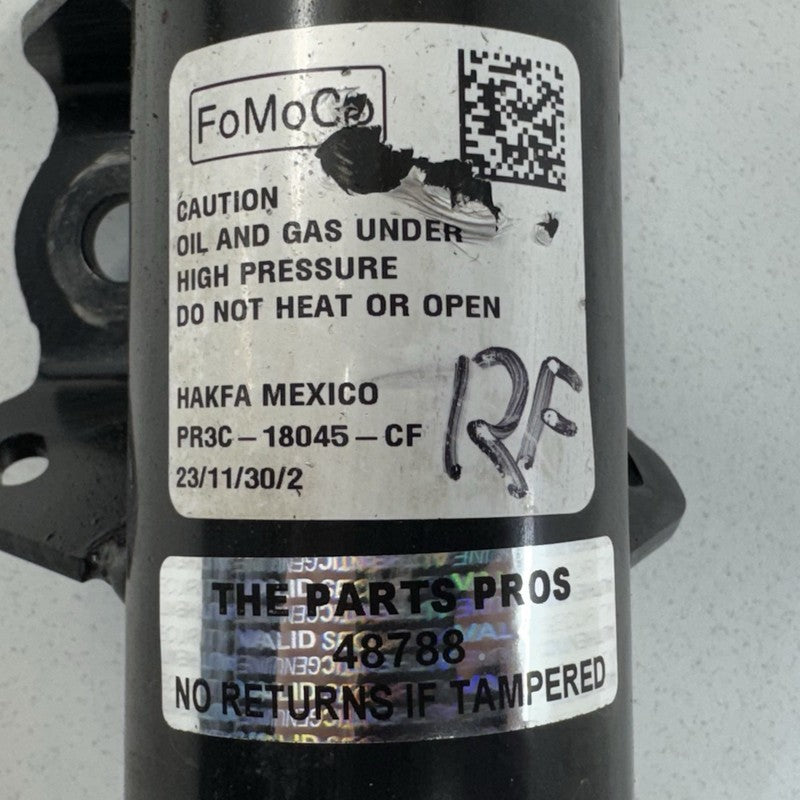 FoMoCo
CAUTION
OIL AND GAS UNDER
HIGH PRESSURE
DO NOT HEAT OR OPEN
HAKFA MEXICO
PR3C-18045-CF
23/11/30/2
RF
THE PARTS PROS
48788
NO RETURNS IF TAMPERED